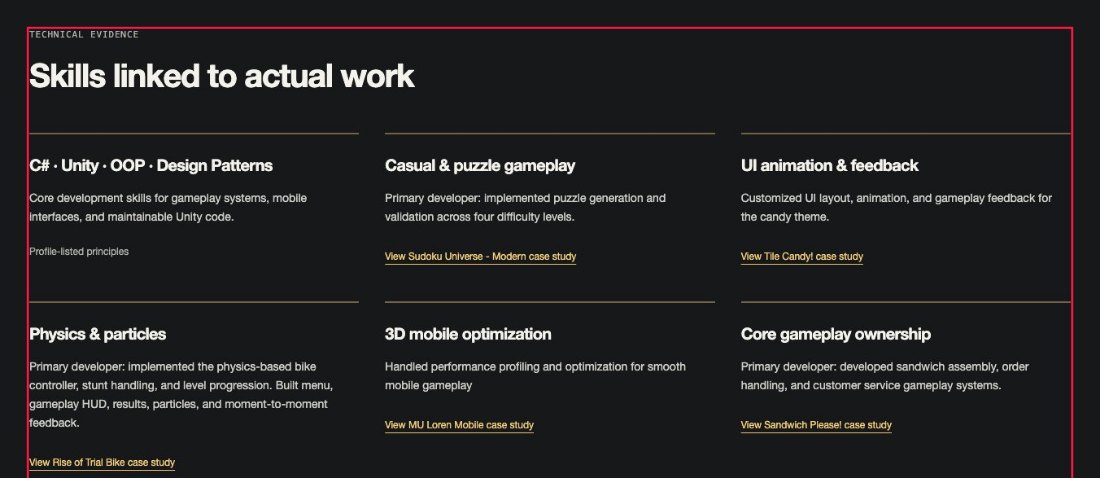 TECHNICAL EVIDENCE
Skills linked to actual work
C# · Unity · OOP · Design Patterns
Core development skills for gameplay systems, mobile
interfaces, and maintainable Unity code.
Profile-listed principles
Casual & puzzle gameplay
Primary developer: implemented puzzle generation and
validation across four difficulty levels.
View Sudoku Universe - Modern case study
UI animation & feedback
Customized UI layout, animation, and gameplay feedback for
the candy theme.
View Tile Candy! case study
Physics & particles
Primary developer: implemented the physics-based bike
controller, stunt handling, and level progression. Built menu,
gameplay HUD, results, particles, and moment-to-moment
feedback.
View Rise of Trial Bike case study
3D mobile optimization
Handled performance profiling and optimization for smooth
mobile gameplay
View MU Loren Mobile case study
Core gameplay ownership
Primary developer: developed sandwich assembly, order
handling, and customer service gameplay systems.
View Sandwich Please! case study